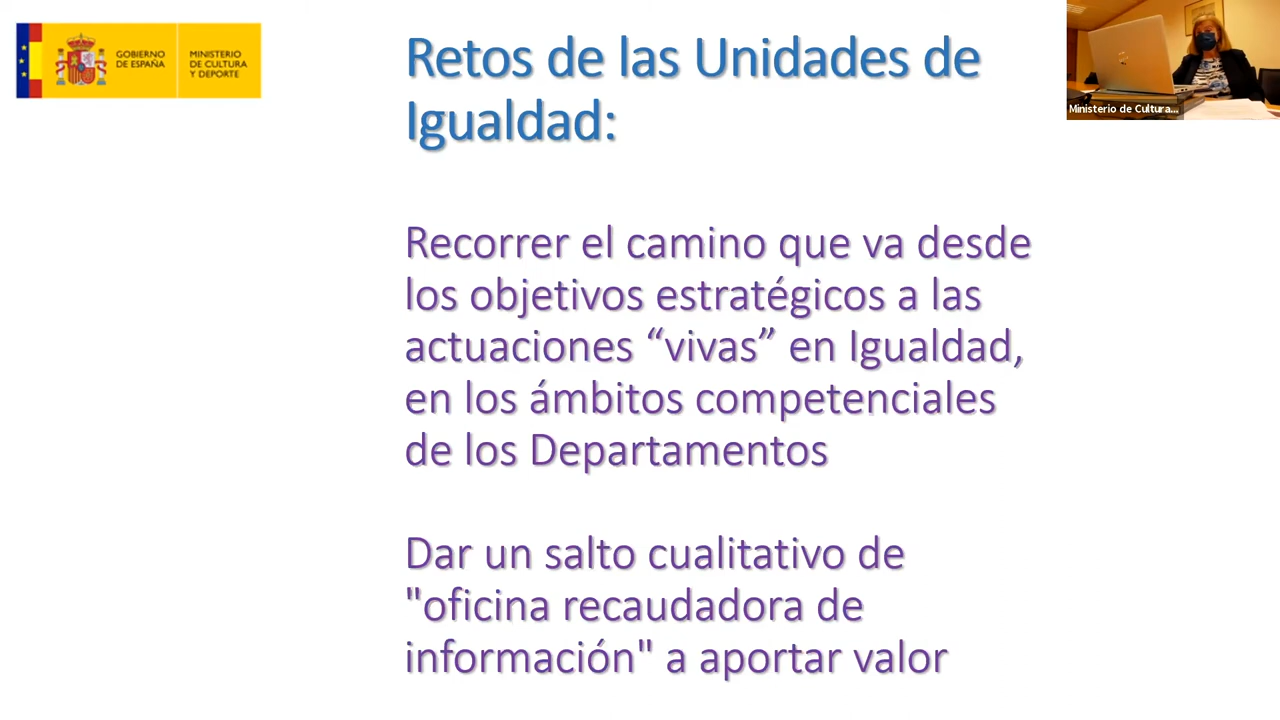 GOBIERNO
DE ESPAÑA
MINISTERIO
DE CULTURA
Y DEPORTE
Retos de las Unidades de
Igualdad:
Ministerio de Cultura...
Recorrer el camino que va desde
los objetivos estratégicos a las
actuaciones “vivas” en Igualdad,
en los ámbitos competenciales
de los Departamentos
Dar un salto cualitativo de
"oficina recaudadora de
información" a aportar valor